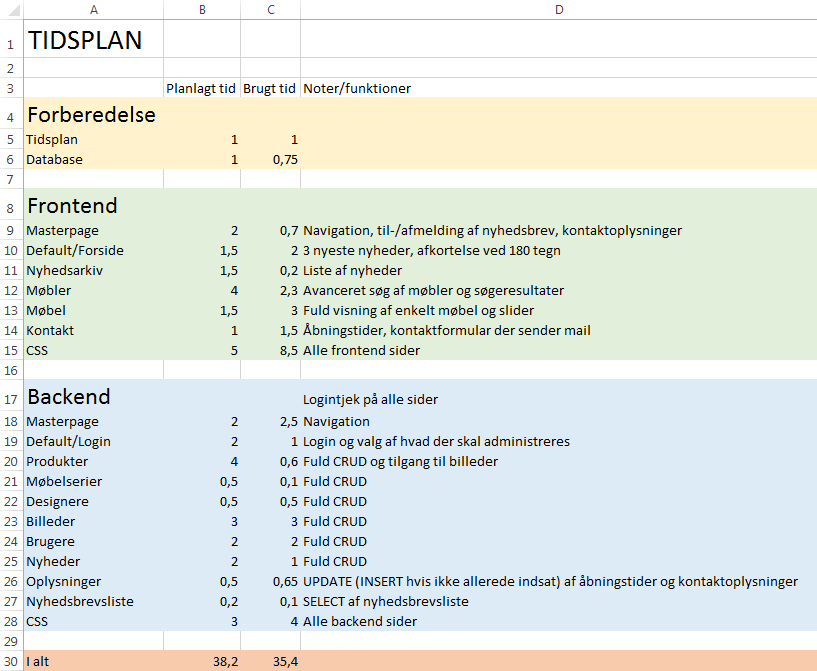 A B C D
1 TIDSPLAN
2
3 Planlagt tid Brugt tid Noter/funktioner
4 Forberedelse
5 Tidsplan 1 1
6 Database 1 0,75
7
8 Frontend
9 Masterpage 2 0,7 Navigation, til-/afmelding af nyhedsbrev, kontaktoplysninger
10 Default/Forside 1,5 2 3 nyeste nyheder, afkortelse ved 180 tegn
11 Nyhedsarkiv 1,5 0,2 Liste af nyheder
12 Møbler 4 2,3 Avanceret søg af møbler og søgeresultater
13 Møbel 1,5 3 Fuld visning af enkelt møbel og slider
14 Kontakt 1 1,5 Åbningstider, kontaktformular der sender mail
15 CSS 5 8,5 Alle frontend sider
16
17 Backend Logintjek på alle sider
18 Masterpage 2 2,5 Navigation
19 Default/Login 2 1 Login og valg af hvad der skal administreres
20 Produkter 4 0,6 Fuld CRUD og tilgang til billeder
21 Møbelserier 0,5 0,1 Fuld CRUD
22 Designere 0,5 0,5 Fuld CRUD
23 Billeder 3 3 Fuld CRUD
24 Brugere 2 2 Fuld CRUD
25 Nyheder 2 1 Fuld CRUD
26 Oplysninger 0,5 0,65 UPDATE (INSERT hvis ikke allerede indsat) af åbningstider og kontaktoplysninger
27 Nyhedsbrevsliste 0,2 0,1 SELECT af nyhedsbrevsliste
28 CSS 3 4 Alle backend sider
29
30 I alt 38,2 35,4